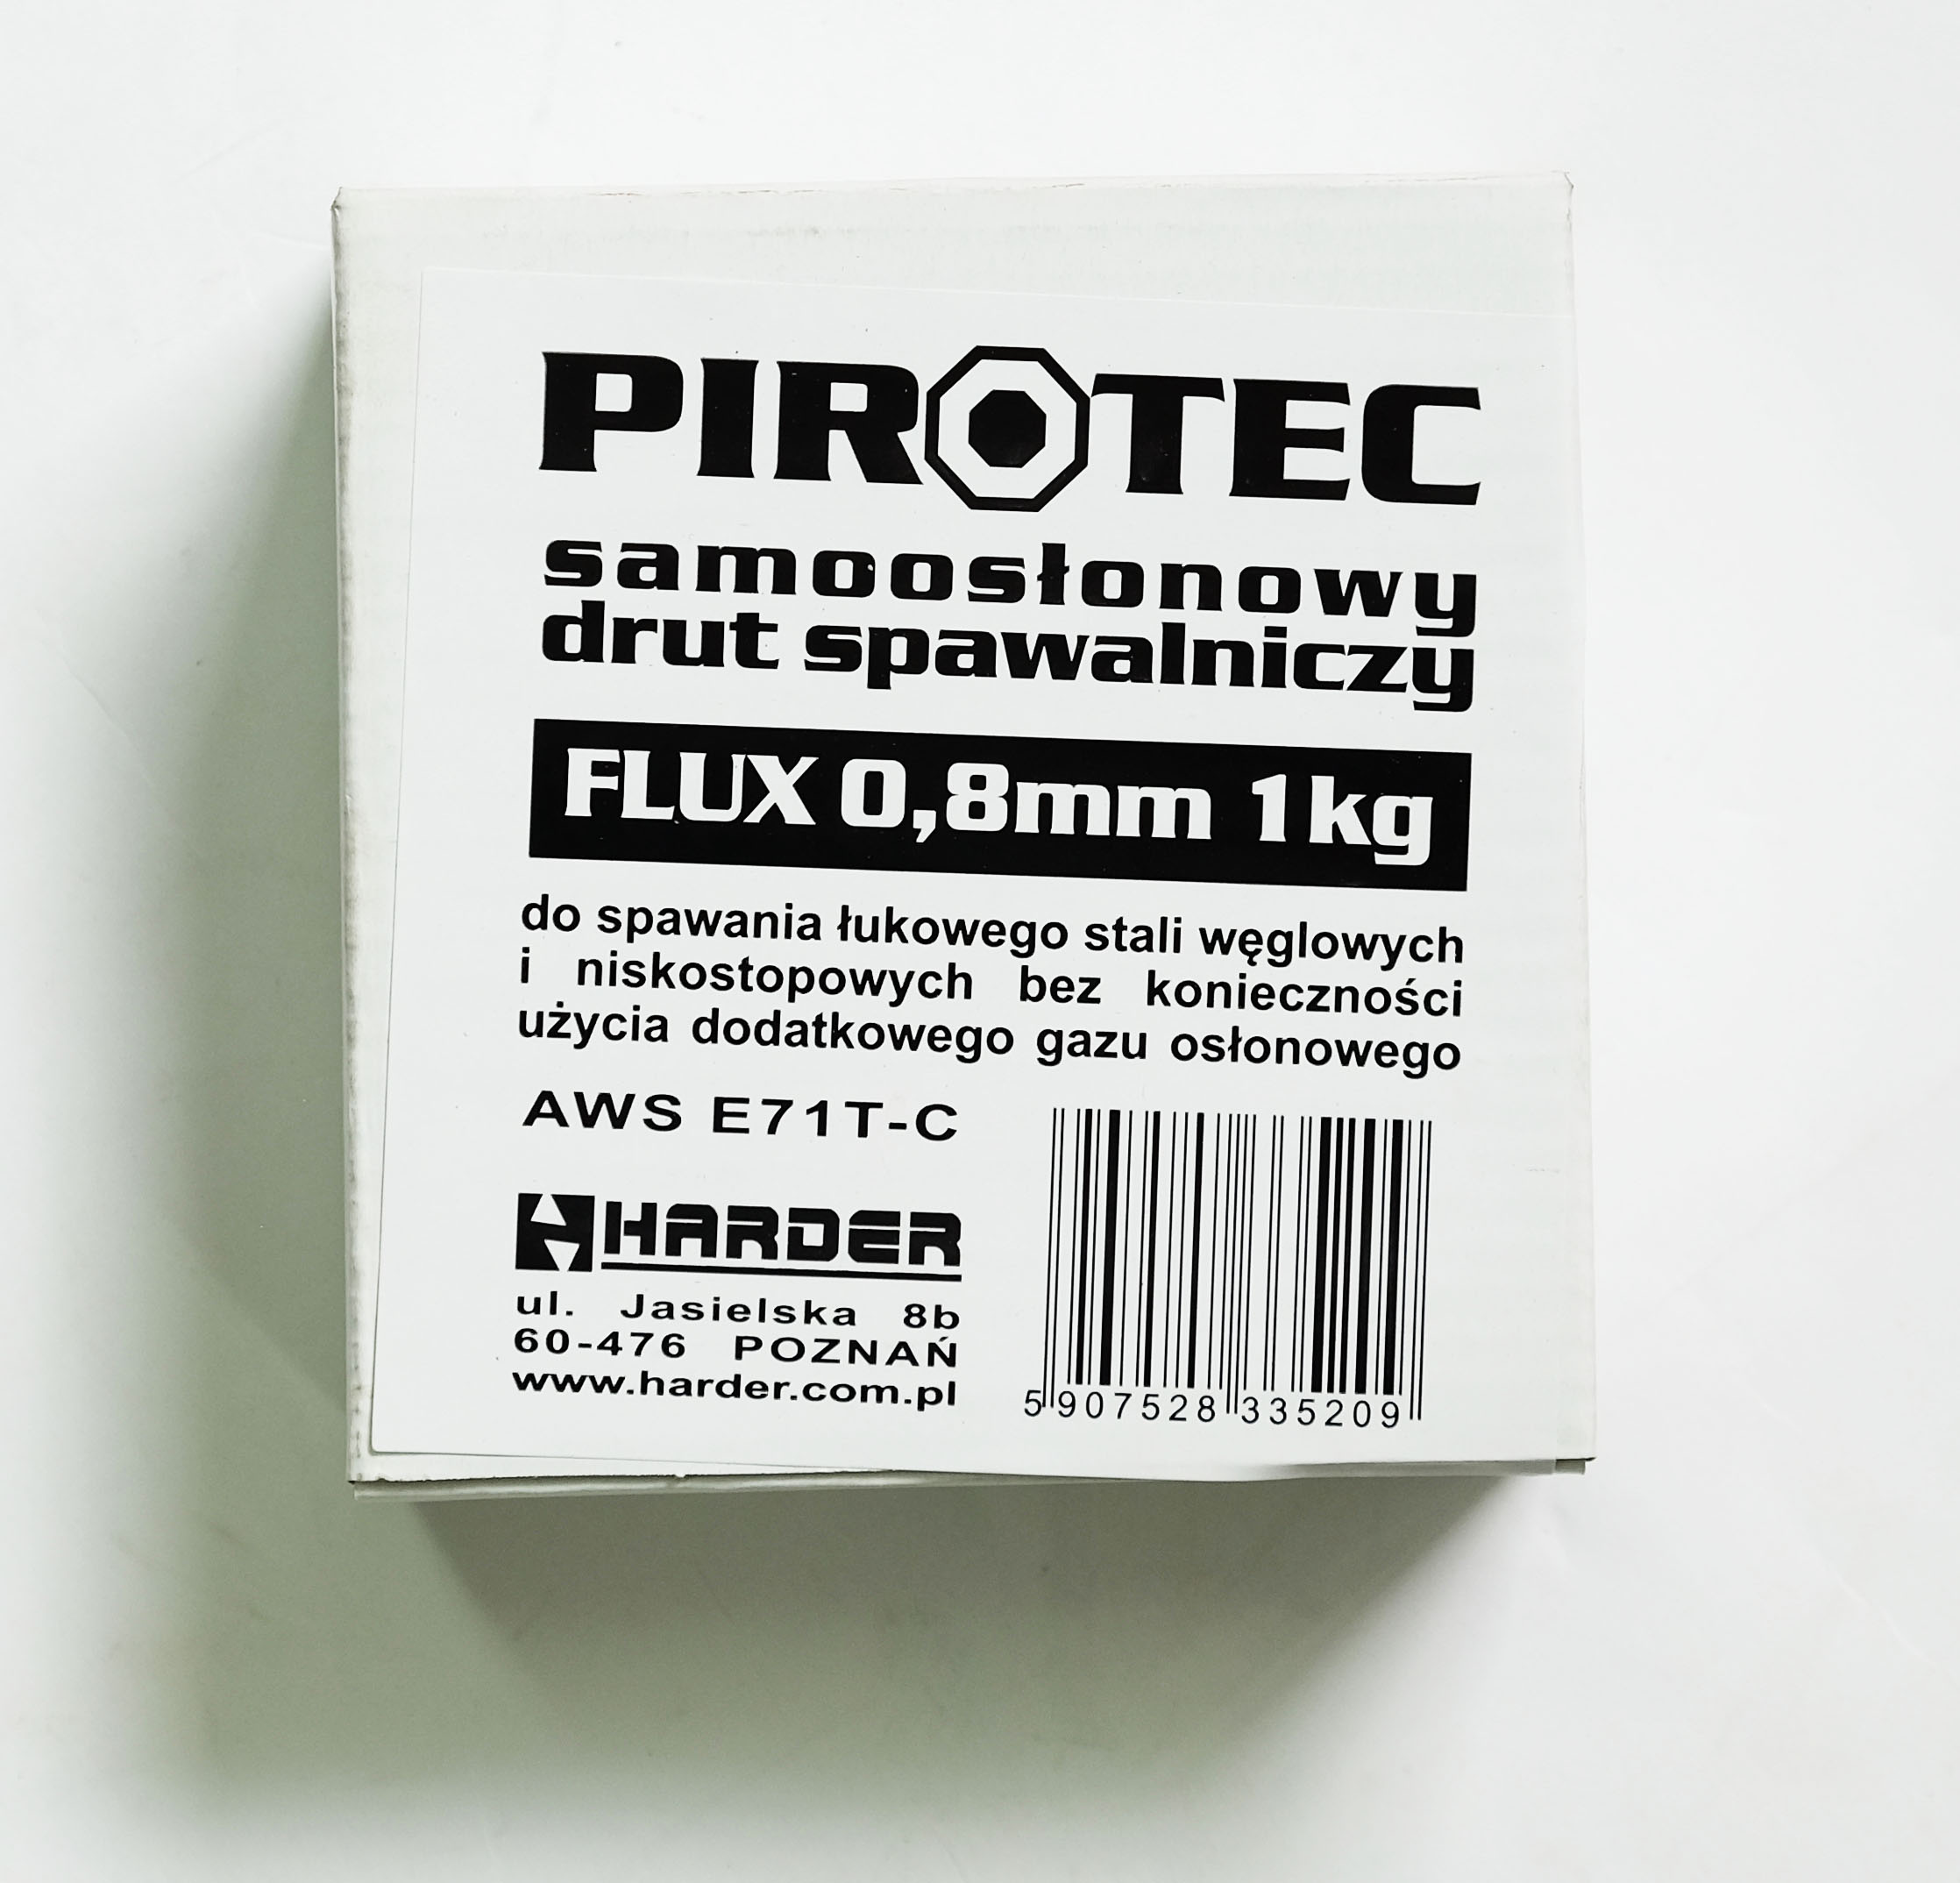 PIROTEC
samoosłonowy
drut spawalniczy
FLUX 0,8mm 1kg
do spawania łukowego stali węglowych
i niskostopowych bez konieczności
użycia dodatkowego gazu osłonowego
AWS E71T-C
HARDER
ul. Jasielska 8b
60-476 POZNAŃ
www.harder.com.pl
5 907528 335209